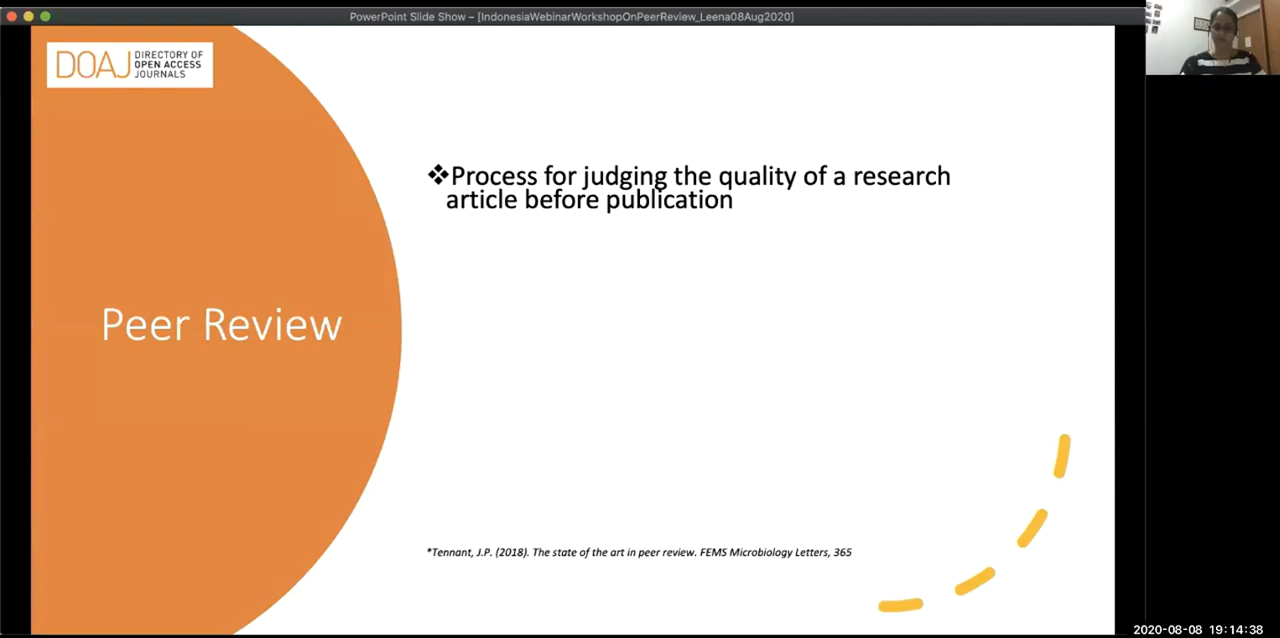 PowerPoint Slide Show – [IndonesiaWebinarWorkshopOnPeerReview_Leena08Aug2020]
DOAJ
DIRECTORY OF
OPEN ACCESS
JOURNALS
❖Process for judging the quality of a research
article before publication
Peer Review
*Tennant, J.P. (2018). The state of the art in peer review. FEMS Microbiology Letters, 365
2020-08-08 19:14:38